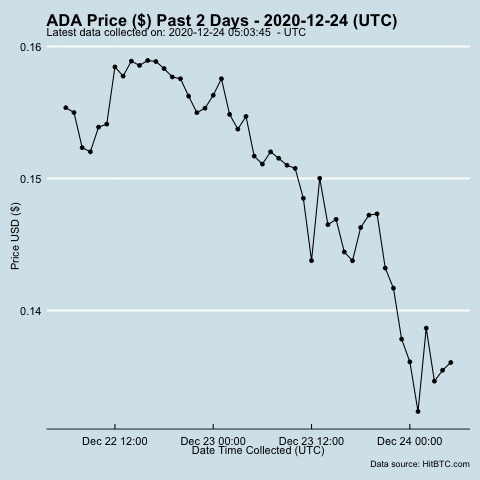 ADA Price ($) Past 2 Days - 2020-12-24 (UTC)
Latest data collected on: 2020-12-24 05:03:45  - UTC
0.16
0.15
0.14
Price USD ($)
Dec 22 12:00
Dec 23 00:00
Dec 23 12:00
Dec 24 00:00
Date Time Collected (UTC)
Data source: HitBTC.com